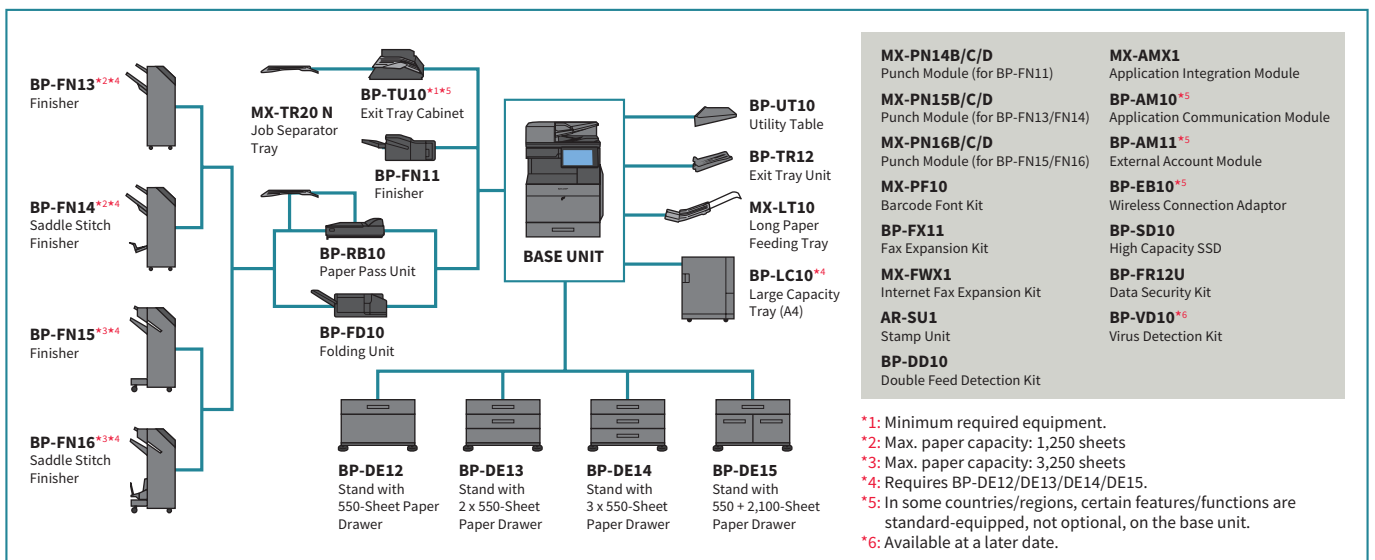 BP-FN13*2*4
Finisher
BP-FN14*2*4
Saddle Stitch
Finisher
BP-FN15*3*4
Finisher
BP-FN16*3*4
Saddle Stitch
Finisher
MX-TR20 N
Job Separator
Tray
BP-TU10*1*5
Exit Tray Cabinet
BP-FN11
Finisher
BP-RB10
Paper Pass Unit
BP-FD10
Folding Unit
BASE UNIT
BP-UT10
Utility Table
BP-TR12
Exit Tray Unit
MX-LT10
Long Paper
Feeding Tray
BP-LC10*4
Large Capacity
Tray (A4)
BP-DE12
Stand with
550-Sheet Paper
Drawer
BP-DE13
Stand with
2 x 550-Sheet
Paper Drawer
BP-DE14
Stand with
3 x 550-Sheet
Paper Drawer
BP-DE15
Stand with
550 + 2,100-Sheet
Paper Drawer
MX-PN14B/C/D
Punch Module (for BP-FN11)
MX-PN15B/C/D
Punch Module (for BP-FN13/FN14)
MX-PN16B/C/D
Punch Module (for BP-FN15/FN16)
MX-PF10
Barcode Font Kit
BP-FX11
Fax Expansion Kit
MX-FWX1
Internet Fax Expansion Kit
AR-SU1
Stamp Unit
BP-DD10
Double Feed Detection Kit
MX-AMX1
Application Integration Module
BP-AM10*5
Application Communication Module
BP-AM11*5
External Account Module
BP-EB10*5
Wireless Connection Adaptor
BP-SD10
High Capacity SSD
BP-FR12U
Data Security Kit
BP-VD10*6
Virus Detection Kit
*1: Minimum required equipment.
*2: Max. paper capacity: 1,250 sheets
*3: Max. paper capacity: 3,250 sheets
*4: Requires BP-DE12/DE13/DE14/DE15.
*5: In some countries/regions, certain features/functions are
standard-equipped, not optional, on the base unit.
*6: Available at a later date.